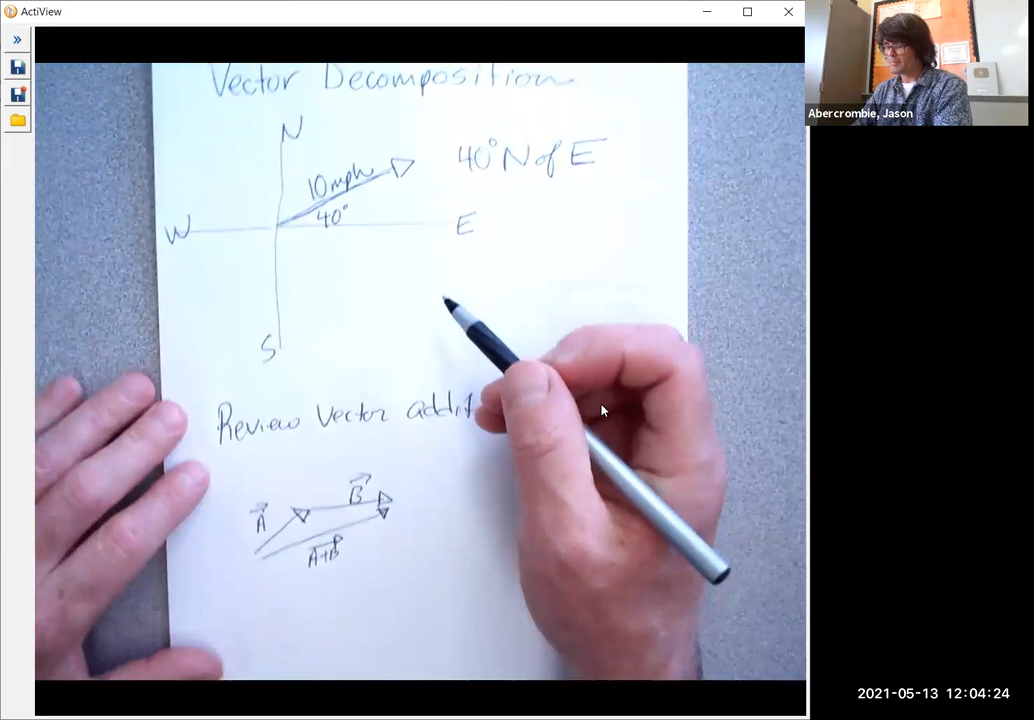 ActiView
Vector Decomposition
N
10mph
40°N of E
40°
W
E
S
Review Vector addit
B
A
A+B
Abercrombie, Jason
2021-05-13 12:04:24